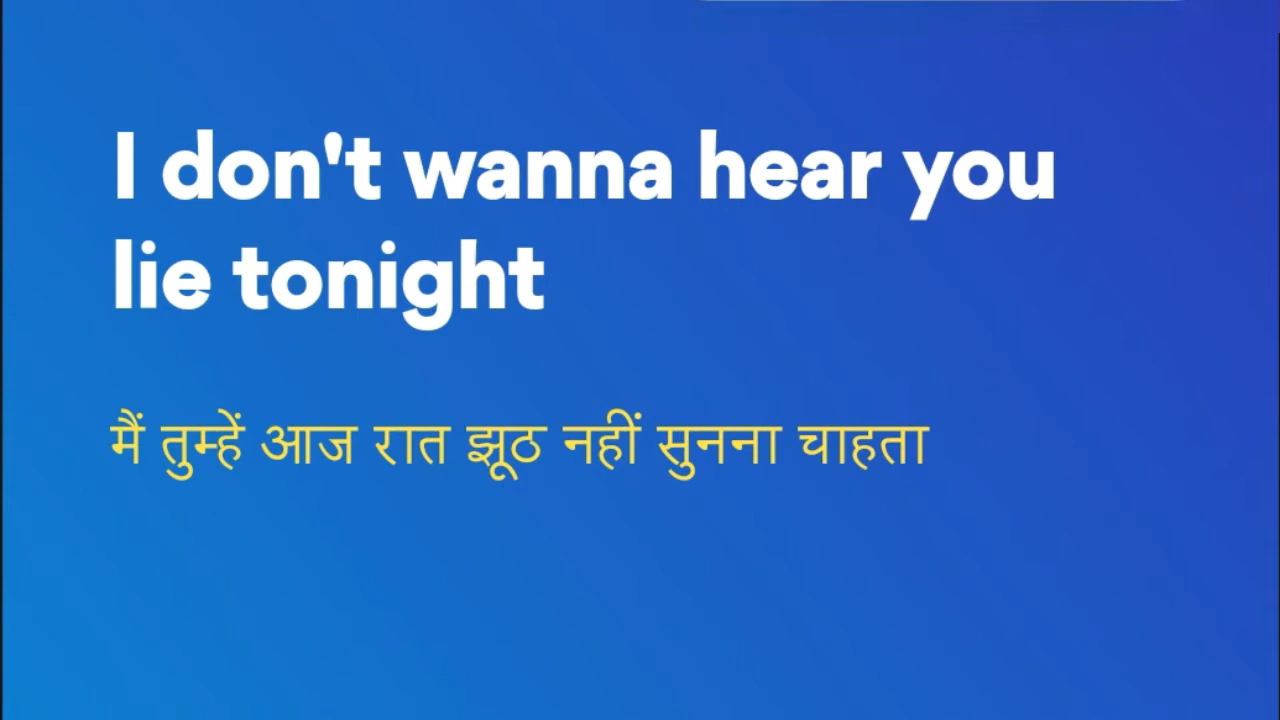 I don't wanna hear you
lie tonight
मैं तुम्हें आज रात झूठ नहीं सुनना चाहता